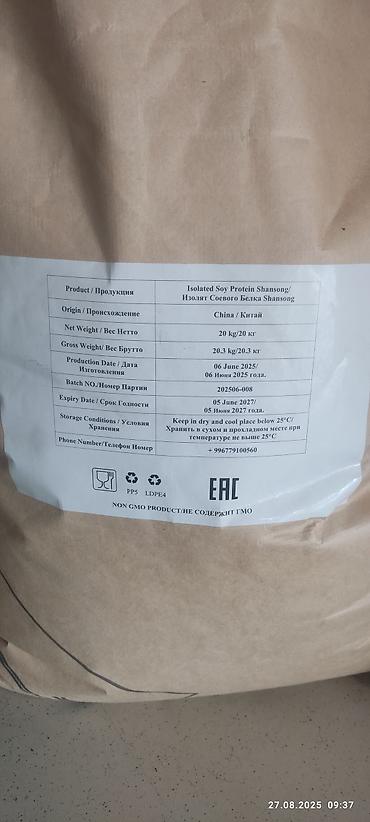 Product / Продукция
Isolated Soy Protein Shansong/
Изолят Соевого Белка Shansong
Origin / Происхождение
China / Китай
Net Weight / Вес Нетто
20 kg/20 кг
Gross Weight/ Вес Брутто
20.3 kg/20.3 кг
Production Date / Дата
Изготовления
06 June 2025/
06 Июня 2025 года.
Batch NO./Номер Партии
202506-008
Expiry Date / Срок Годности
05 June 2027/
05 Июня 2027 года.
Storage Conditions / Условия
Хранения
Keep in dry and cool place below 25°C/
Хранить в сухом и прохладном месте при
температуре не выше 25°C
Phone Number/Телефон Номер
+ 996779100560
PP5 LDPE4
EAC
NON GMO PRODUCT/НЕ СОДЕРЖИТ ГМО
27.08.2025 09:37